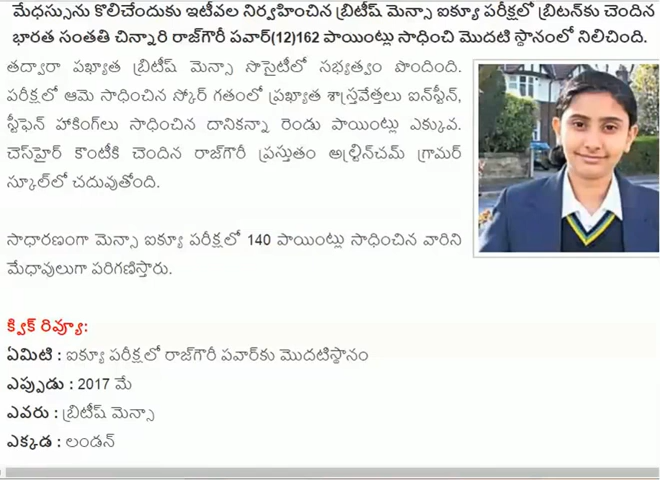 మేధస్సును కొలిచేందుకు ఇటీవల నిర్వహించిన బ్రిటీష్ మెన్సా ఐక్యూ పరీక్షలో బ్రిటన్‌కు చెందిన
భారత సంతతి చిన్నారి రాజ్‌గౌరీ పవార్(12)162 పాయింట్లు సాధించి మొదటి స్థానంలో నిలిచింది.
తద్వారా పఖ్యాత బ్రిటీష్ మెన్సా సొసైటీలో సభ్యత్వం పొందింది.
పరీక్షలో ఆమె సాధించిన స్కోర్ గతంలో ప్రఖ్యాత శాస్త్రవేత్తలు ఐన్‌స్టీన్,
స్టీఫెన్ హాకింగ్‌లు సాధించిన దానికన్నా రెండు పాయింట్లు ఎక్కువ.
చెస్‌హైర్ కౌంటీకి చెందిన రాజ్‌గౌరీ ప్రస్తుతం అల్ట్రిన్‌చమ్ గ్రామర్
స్కూల్‌లో చదువుతోంది.
సాధారణంగా మెన్సా ఐక్యూ పరీక్షలో 140 పాయింట్లు సాధించిన వారిని
మేధావులుగా పరిగణిస్తారు.
క్విక్ రివ్యూ:
ఏమిటి : ఐక్యూ పరీక్షలో రాజ్‌గౌరీ పవార్‌కు మొదటిస్థానం
ఎప్పుడు : 2017 మే
ఎవరు : బ్రిటీష్ మెన్సా
ఎక్కడ : లండన్